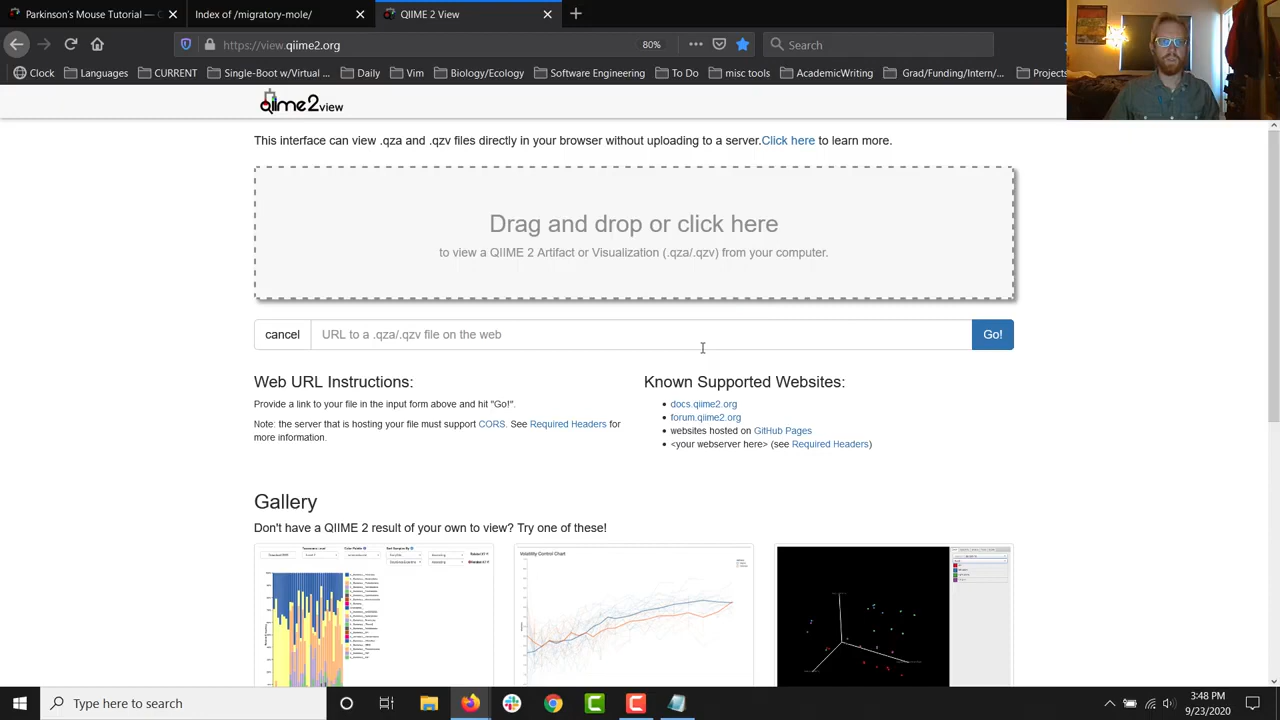 Parkinson's Mouse Tutorial —
Index of /migratory-mole/
QIIME 2 View
https://view.qiime2.org
80%
Search
Clock
Languages
CURRENT
Single-Boot w/Virtual ...
Daily
Vim
Biology/Ecology
Software Engineering
To Do
misc tools
AcademicWriting
Grad/Funding/Intern/...
Projects
qiime2view
This interface can view .qza and .qzv files directly in your browser without uploading to a server.Click here to learn more.
Drag and drop or click here
to view a QIIME 2 Artifact or Visualization (.qza/.qzv) from your computer.
cancel
URL to a .qza/.qzv file on the web
Go!
Web URL Instructions:
Provide a link to your file in the input form above and hit "Go!".
Note: the server that is hosting your file must support CORS. See Required Headers for
more information.
Known Supported Websites:
docs.qiime2.org
forum.qiime2.org
websites hosted on GitHub Pages
<your webserver here> (see Required Headers)
Gallery
Don't have a QIIME 2 result of your own to view? Try one of these!
Volatility Control Chart
Type here to search
3:48 PM
9/23/2020